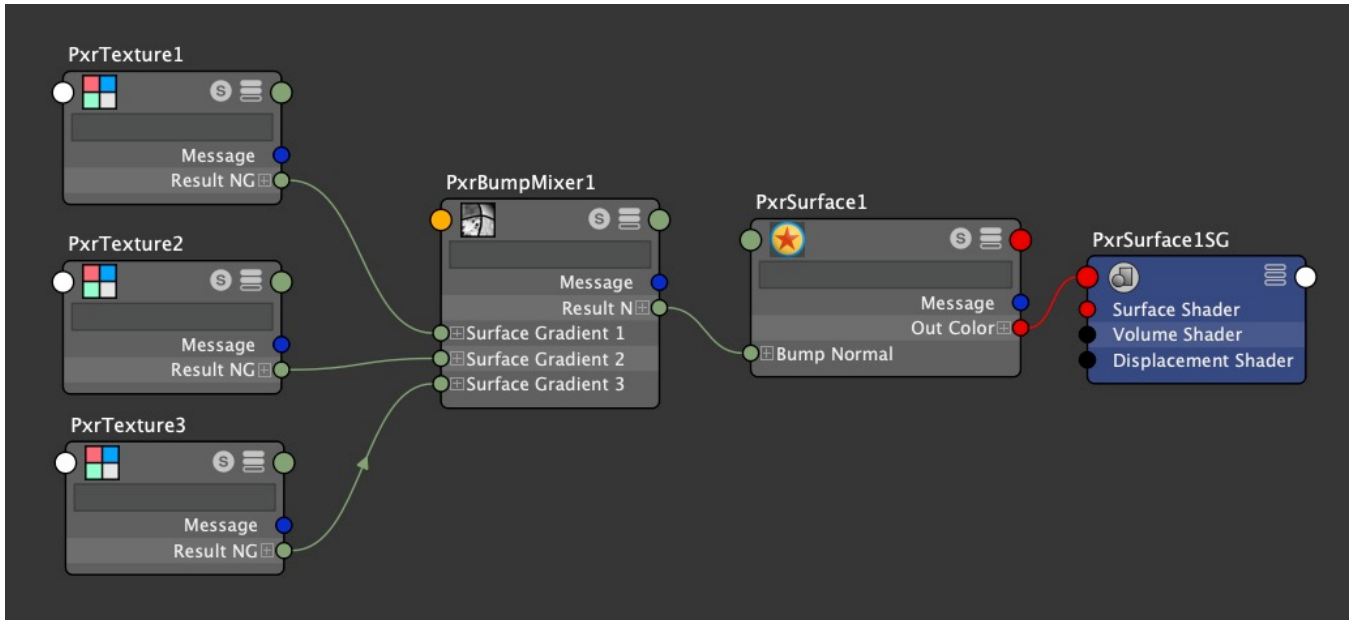 PxrTexture1
S
Message
Result NG
PxrTexture2
S
Message
Result NG
PxrTexture3
S
Message
Result NG
PxrBumpMixer1
S
Message
Result N
Surface Gradient 1
Surface Gradient 2
Surface Gradient 3
PxrSurface1
S
Message
Out Color
Bump Normal
PxrSurface1SG
Surface Shader
Volume Shader
Displacement Shader